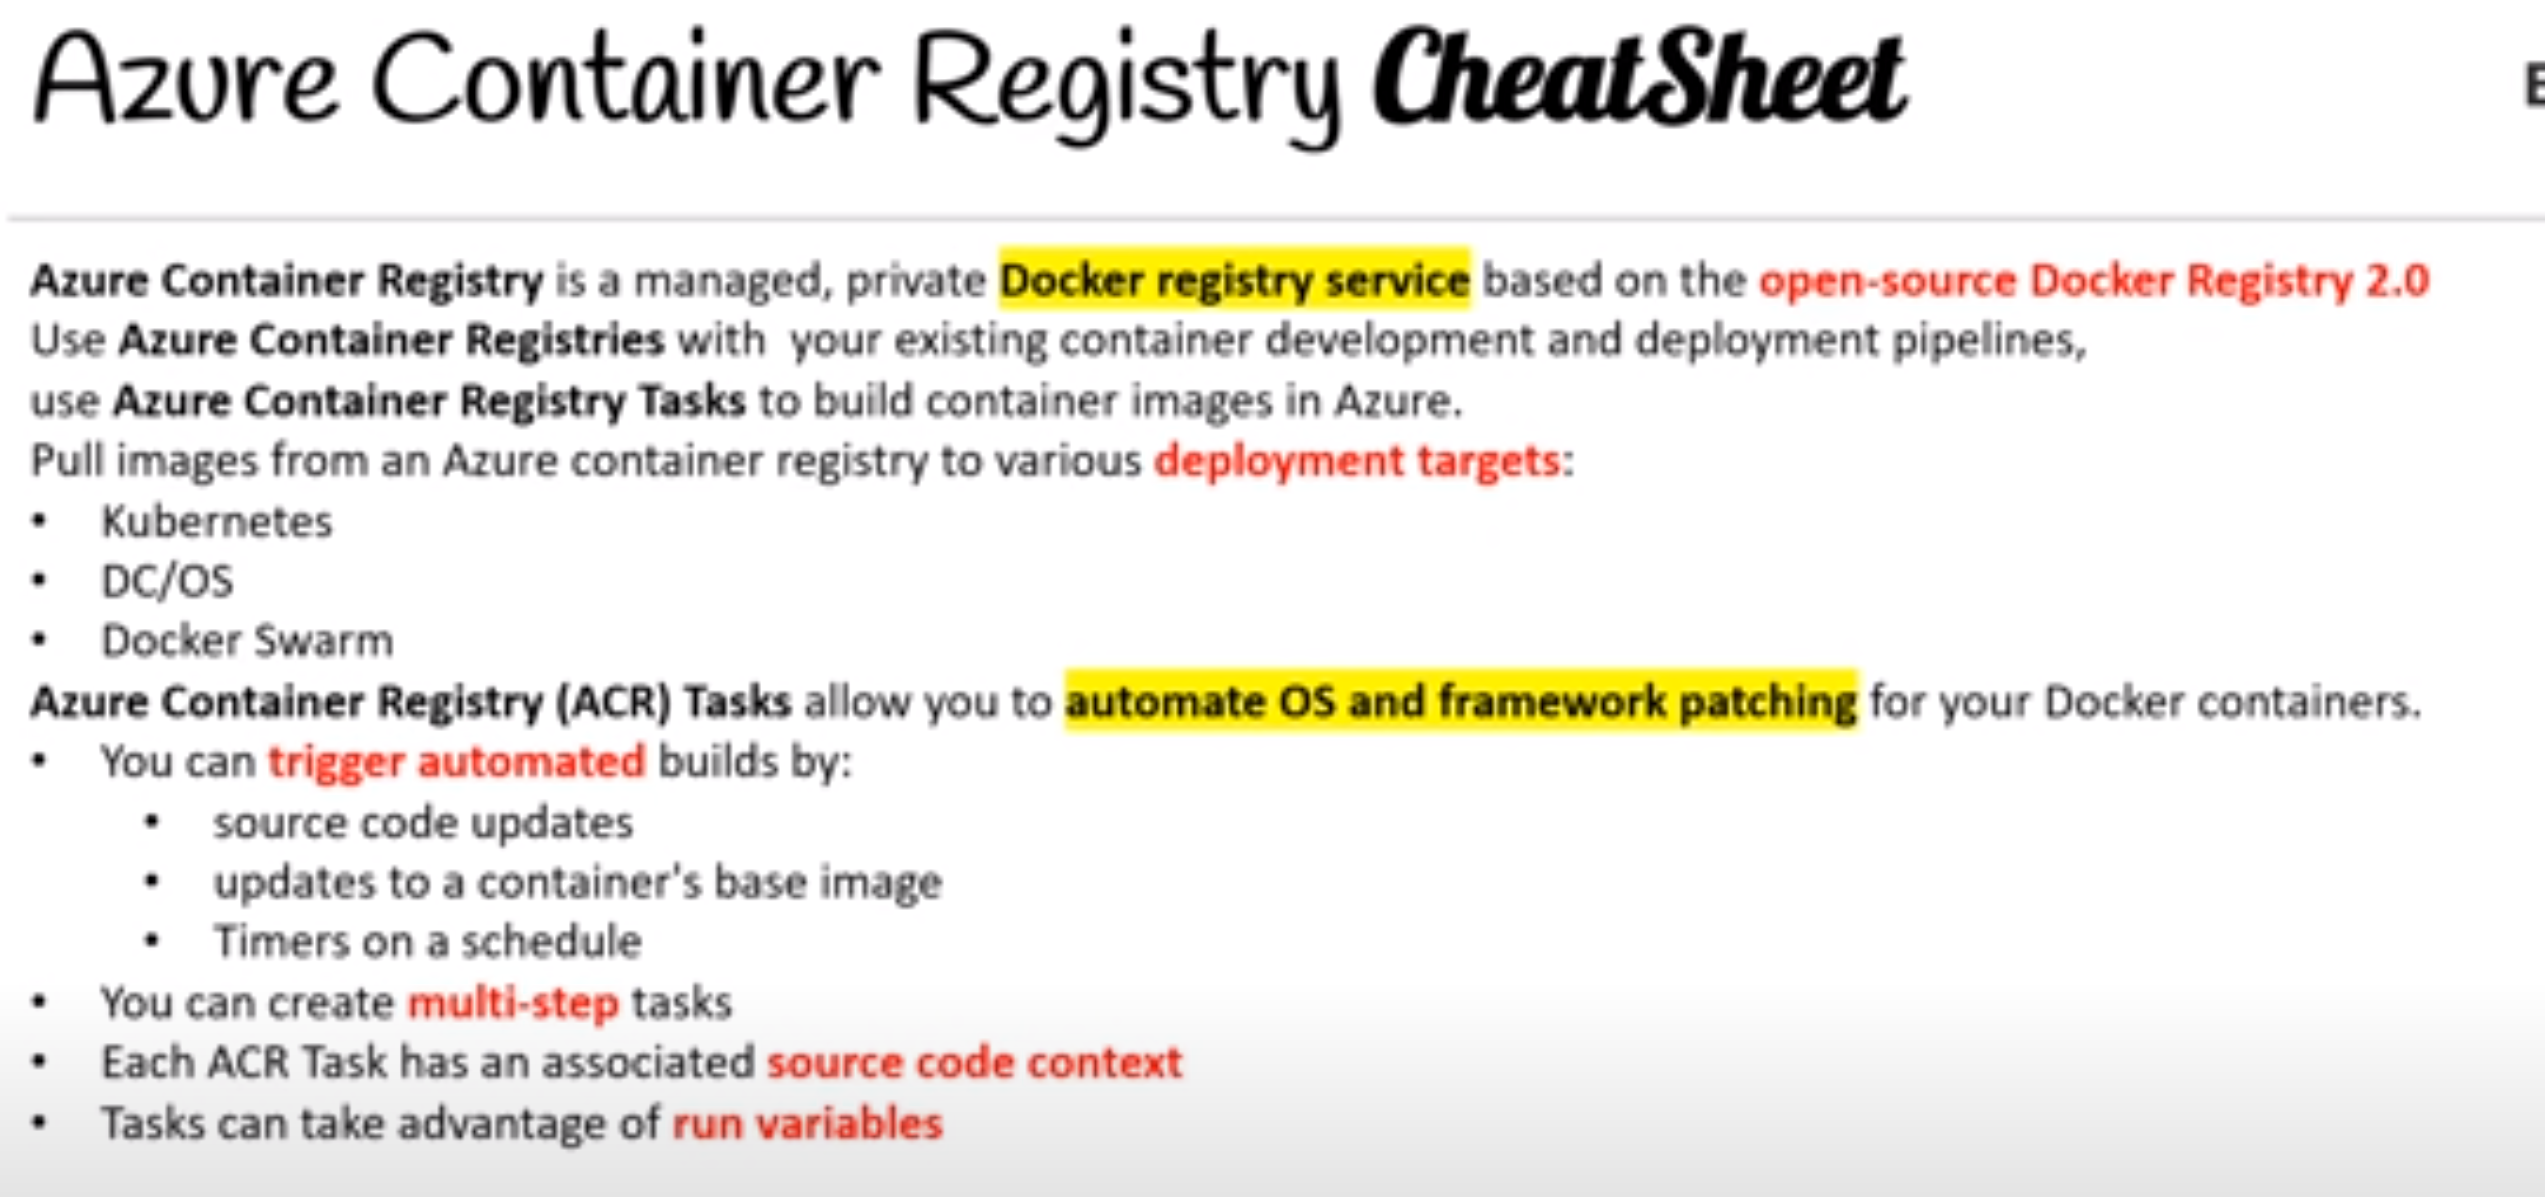 Azure Container Registry CheatSheet
Azure Container Registry is a managed, private Docker registry service based on the open-source Docker Registry 2.0
Use Azure Container Registries with  your existing container development and deployment pipelines,
use Azure Container Registry Tasks to build container images in Azure.
Pull images from an Azure container registry to various deployment targets:
• Kubernetes
• DC/OS
• Docker Swarm
Azure Container Registry (ACR) Tasks allow you to automate OS and framework patching for your Docker containers.
• You can trigger automated builds by:
• source code updates
• updates to a container's base image
• Timers on a schedule
• You can create multi-step tasks
• Each ACR Task has an associated source code context
• Tasks can take advantage of run variables